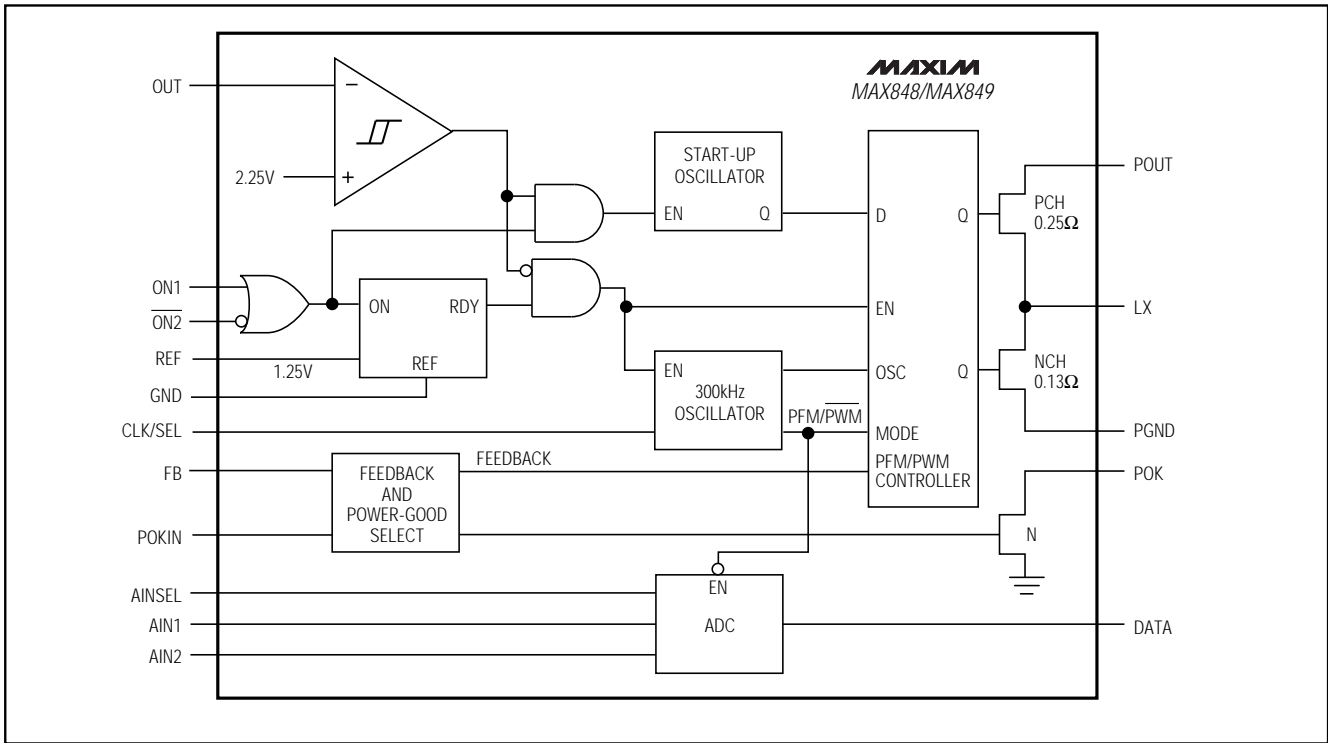 MAXIM
MAX848/MAX849
OUT
−
2.25V
+
START-UP
OSCILLATOR
EN Q
D Q
PCH
0.25Ω
POUT
ON1
ON2
ON RDY
REF
REF
1.25V
GND
EN
LX
EN
300kHz
OSCILLATOR
OSC Q
NCH
0.13Ω
CLK/SEL
PFM/PWM
MODE
PGND
FB
FEEDBACK
AND
POWER-GOOD
SELECT
FEEDBACK
PFM/PWM
CONTROLLER
POK
POKIN
N
AINSEL
AIN1
AIN2
EN
ADC
DATA